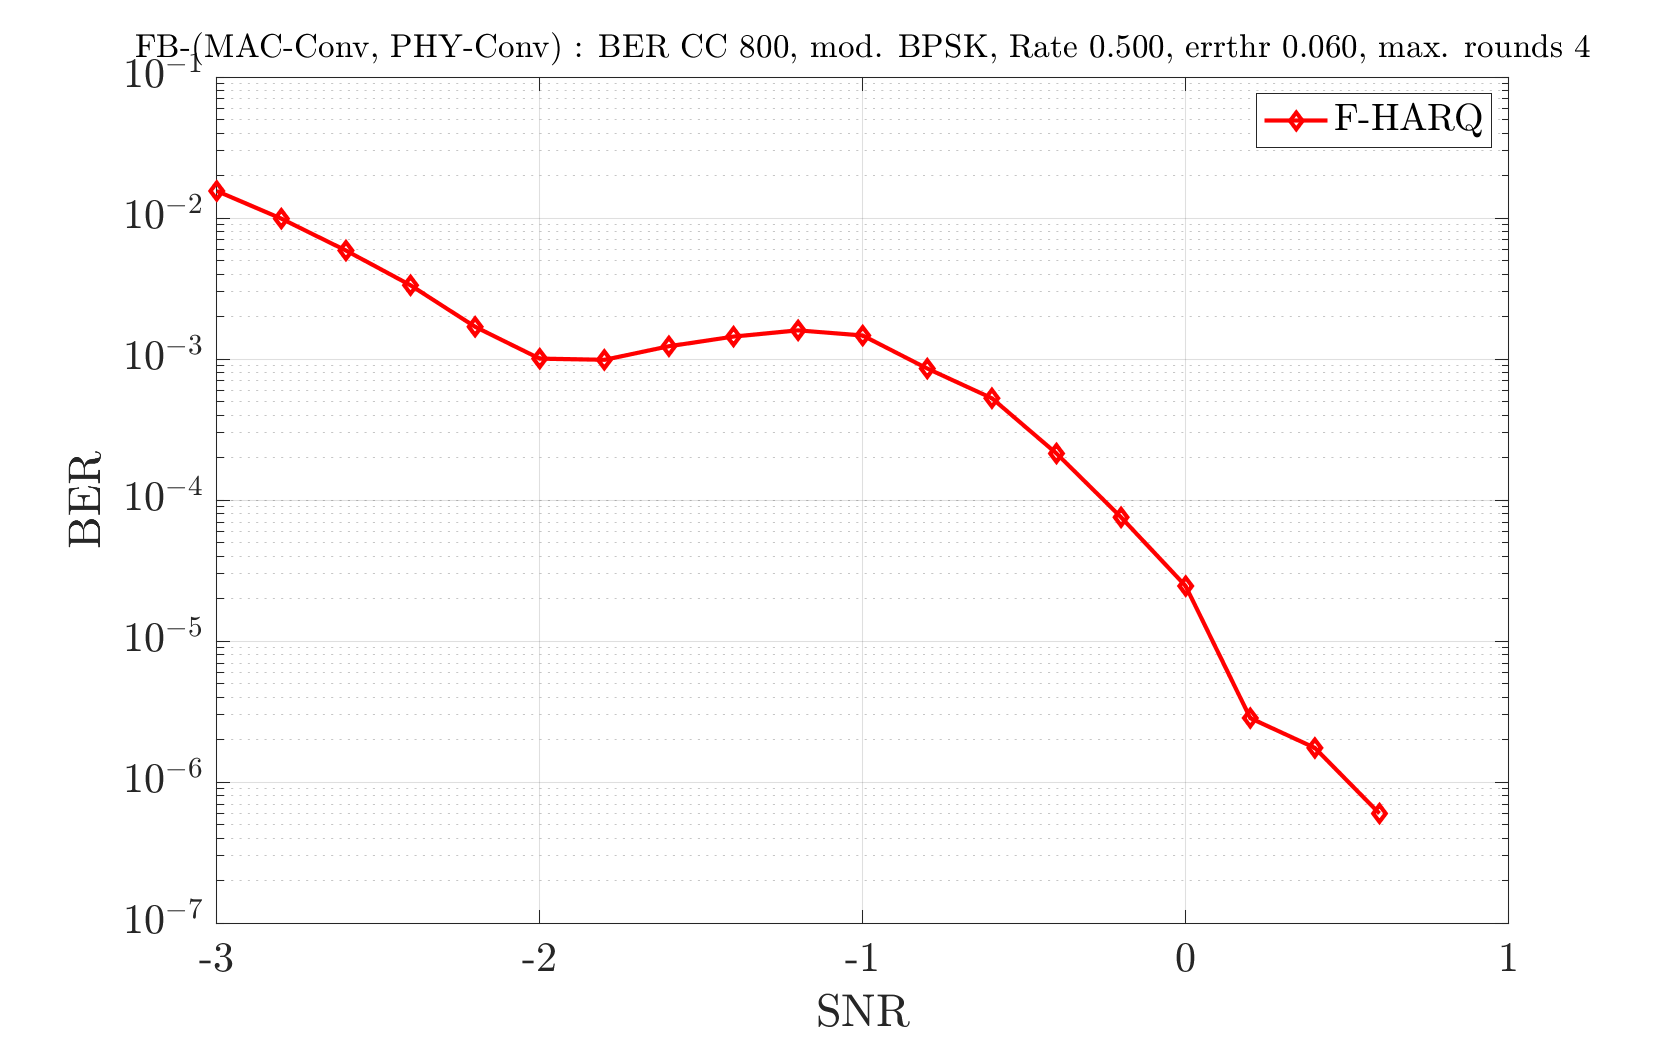 FB-(MAC-Conv, PHY-Conv) : BER CC 800, mod. BPSK, Rate 0.500, errthr 0.060, max. rounds 4
F-HARQ
10^{-1}
10^{-2}
10^{-3}
10^{-4}
10^{-5}
10^{-6}
10^{-7}
BER
-3 -2 -1 0 1
SNR